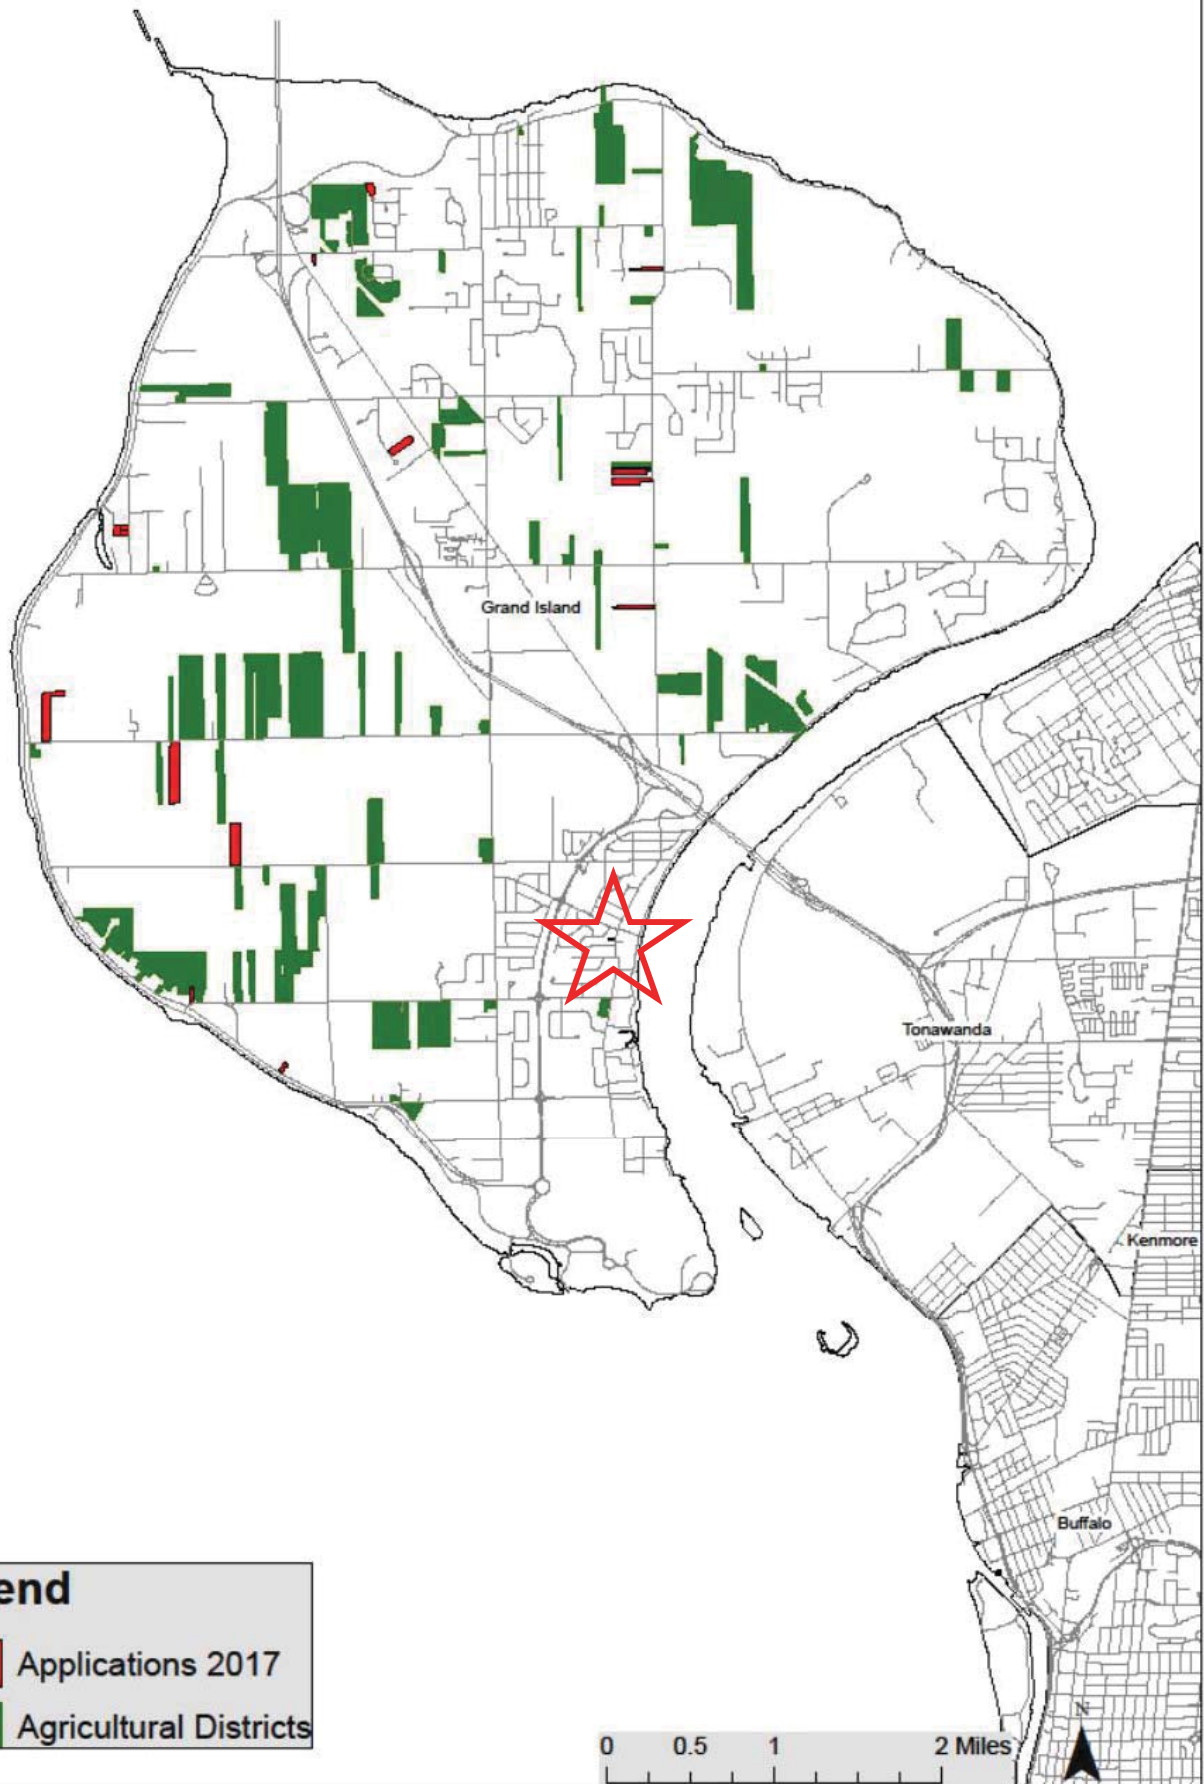 Grand Island
Tonawanda
Kenmore
Buffalo
end
Applications 2017
Agricultural Districts
0 0.5 1 2 Miles
N